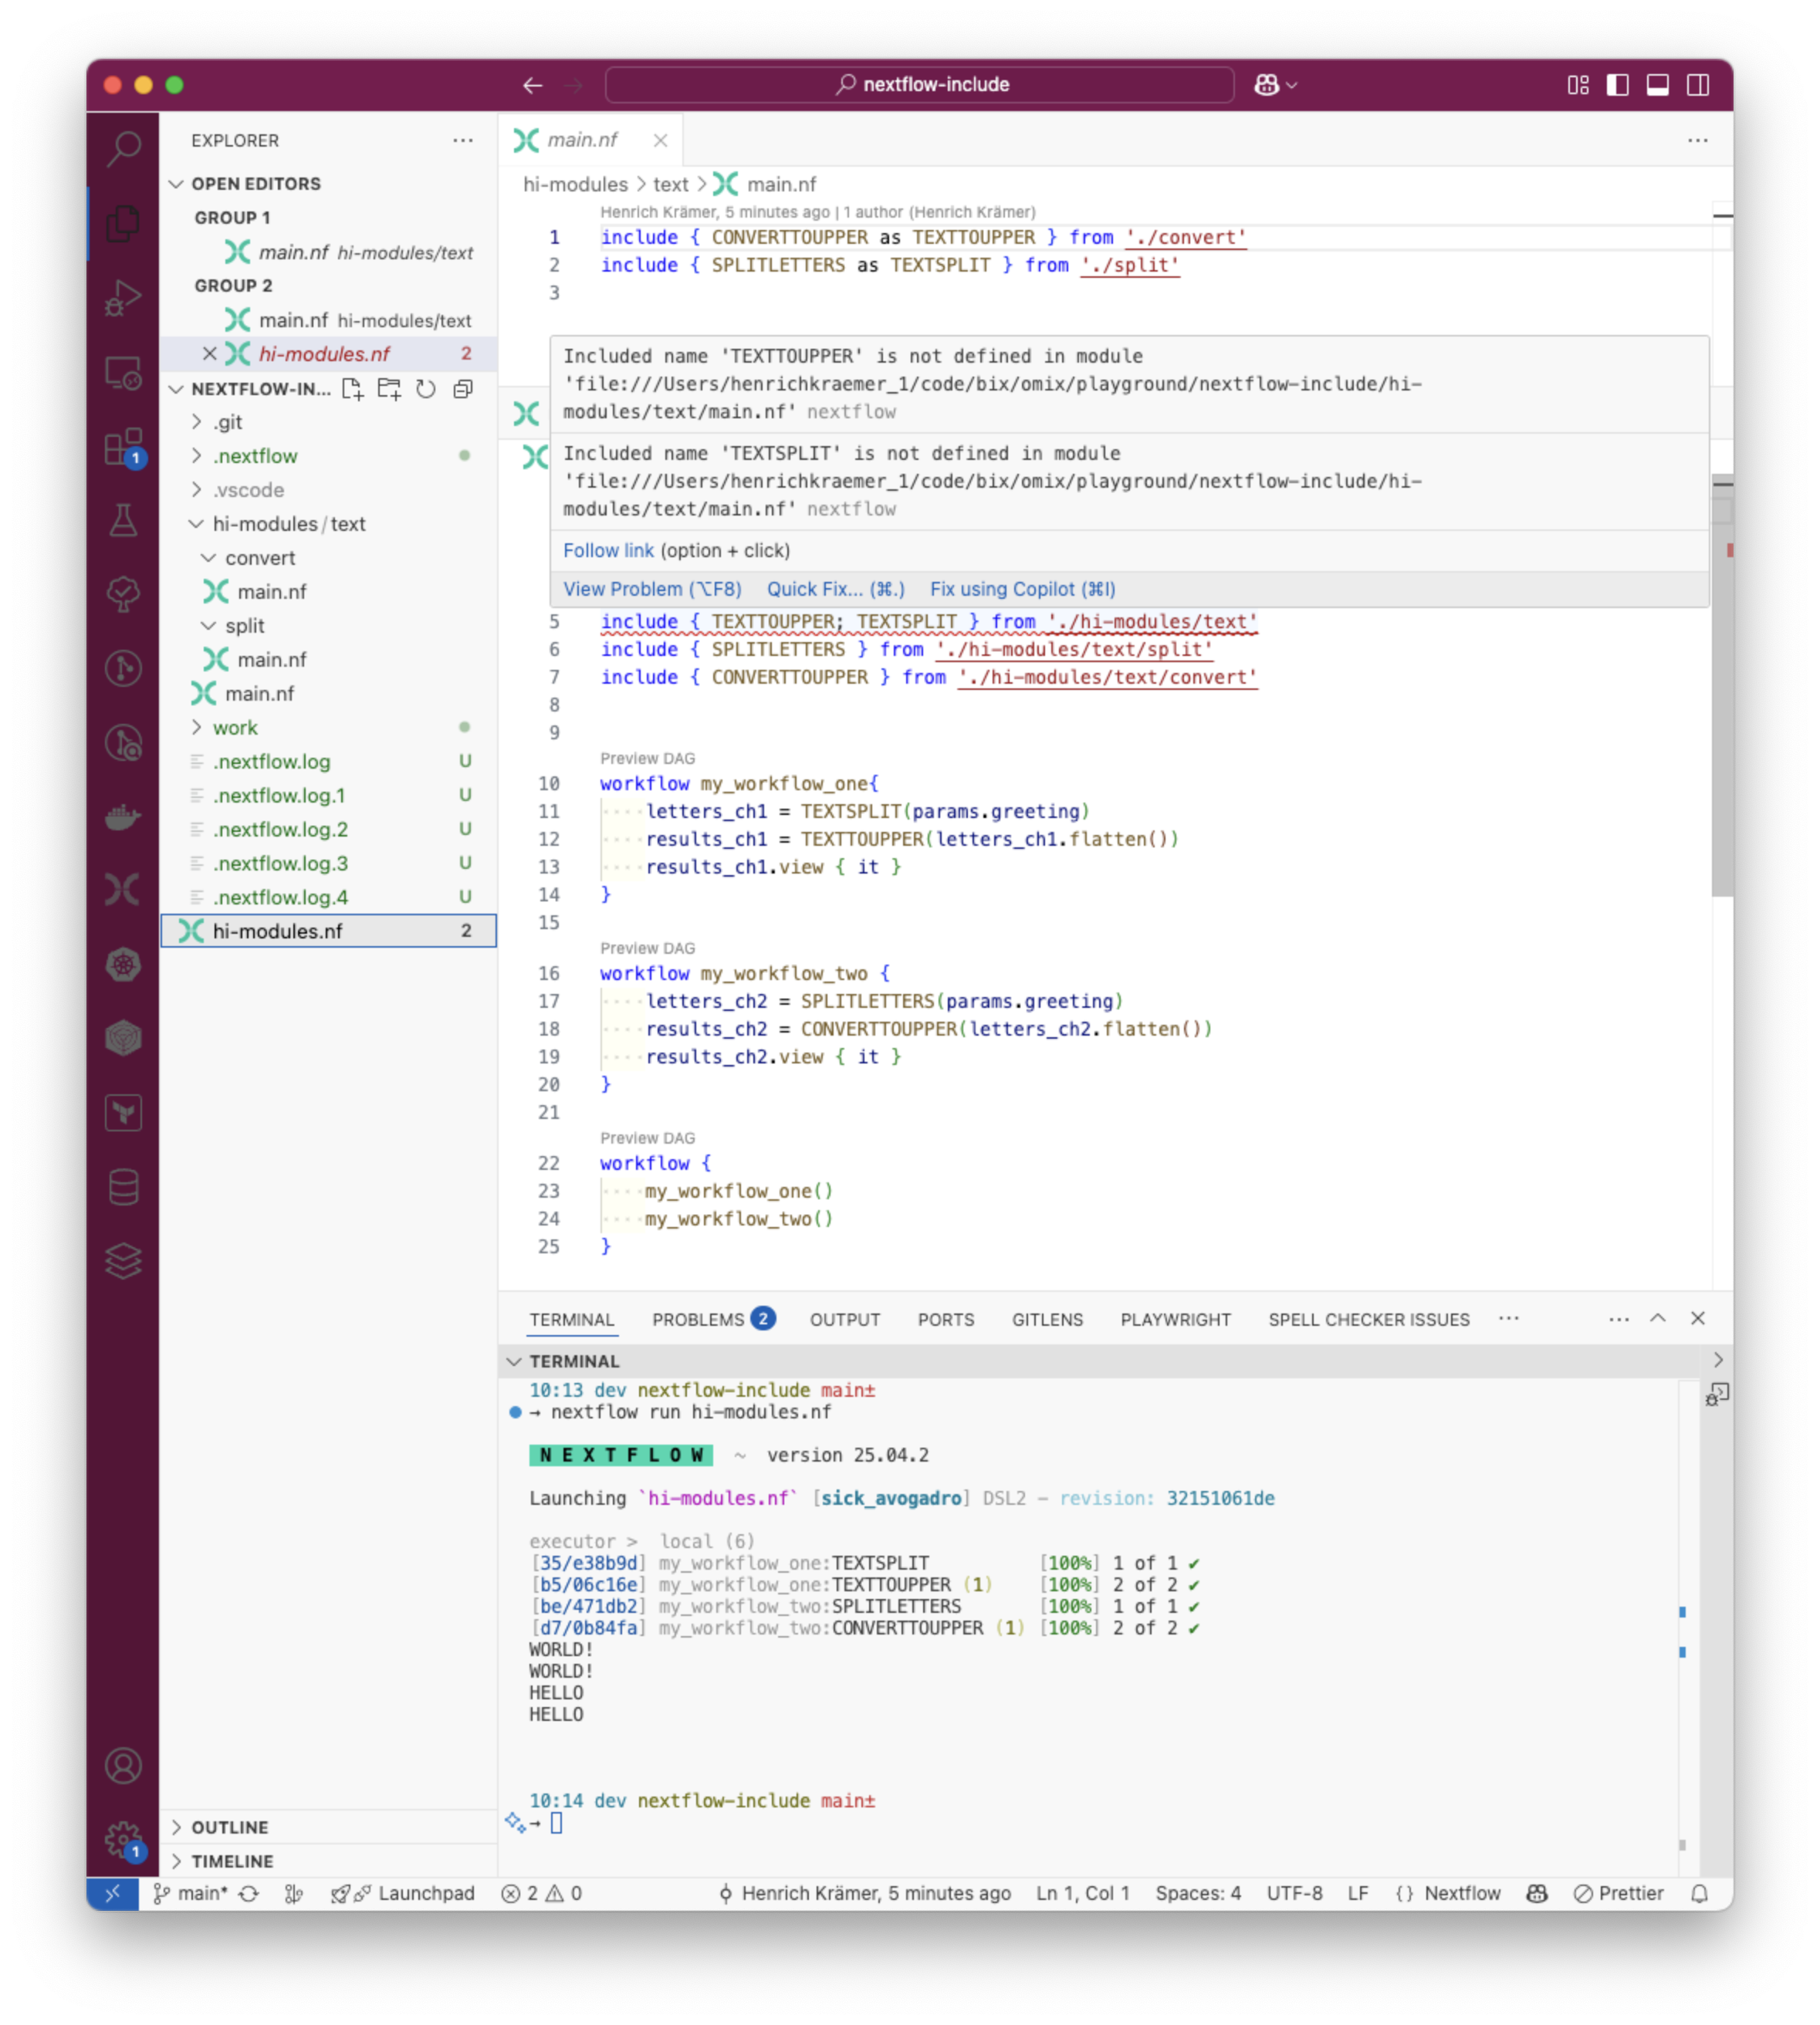 nextflow-include
EXPLORER
OPEN EDITORS
GROUP 1
main.nf hi-modules/text
GROUP 2
main.nf hi-modules/text
hi-modules.nf 2
NEXTFLOW-IN...
.git
.nextflow
.vscode
hi-modules/text
convert
main.nf
split
main.nf
main.nf
work
.nextflow.log U
.nextflow.log.1 U
.nextflow.log.2 U
.nextflow.log.3 U
.nextflow.log.4 U
hi-modules.nf 2
OUTLINE
TIMELINE
1
1
main.nf
hi-modules > text > main.nf
Henrich Krämer, 5 minutes ago | 1 author (Henrich Krämer)
1 include { CONVERTTOUPPER as TEXTTOUPPER } from './convert'
2 include { SPLITLETTERS as TEXTSPLIT } from './split'
3
Included name 'TEXTTOUPPER' is not defined in module
'file:///Users/henrichkraemer_1/code/bix/omix/playground/nextflow-include/hi-
modules/text/main.nf' nextflow
Included name 'TEXTSPLIT' is not defined in module
'file:///Users/henrichkraemer_1/code/bix/omix/playground/nextflow-include/hi-
modules/text/main.nf' nextflow
Follow link (option + click)
View Problem (⌥F8) Quick Fix... (⌘.) Fix using Copilot (⌘I)
5 include { TEXTTOUPPER; TEXTSPLIT } from './hi-modules/text'
6 include { SPLITLETTERS } from './hi-modules/text/split'
7 include { CONVERTTOUPPER } from './hi-modules/text/convert'
8
9
Preview DAG
10 workflow my_workflow_one{
11 ····letters_ch1 = TEXTSPLIT(params.greeting)
12 ····results_ch1 = TEXTTOUPPER(letters_ch1.flatten())
13 ····results_ch1.view { it }
14 }
15
Preview DAG
16 workflow my_workflow_two {
17 ····letters_ch2 = SPLITLETTERS(params.greeting)
18 ····results_ch2 = CONVERTTOUPPER(letters_ch2.flatten())
19 ····results_ch2.view { it }
20 }
21
Preview DAG
22 workflow {
23 ····my_workflow_one()
24 ····my_workflow_two()
25 }
TERMINAL PROBLEMS 2 OUTPUT PORTS GITLENS PLAYWRIGHT SPELL CHECKER ISSUES ···
TERMINAL
10:13 dev nextflow-include main±
→ nextflow run hi-modules.nf
N E X T F L O W ~ version 25.04.2
Launching `hi-modules.nf` [sick_avogadro] DSL2 - revision: 32151061de
executor > local (6)
[35/e38b9d] my_workflow_one:TEXTSPLIT [100%] 1 of 1 ✔
[b5/06c16e] my_workflow_one:TEXTTOUPPER (1) [100%] 2 of 2 ✔
[be/471db2] my_workflow_two:SPLITLETTERS [100%] 1 of 1 ✔
[d7/0b84fa] my_workflow_two:CONVERTTOUPPER (1) [100%] 2 of 2 ✔
WORLD!
WORLD!
HELLO
HELLO
10:14 dev nextflow-include main±
→
main* Launchpad 2 0 Henrich Krämer, 5 minutes ago Ln 1, Col 1 Spaces: 4 UTF-8 LF {} Nextflow Prettier